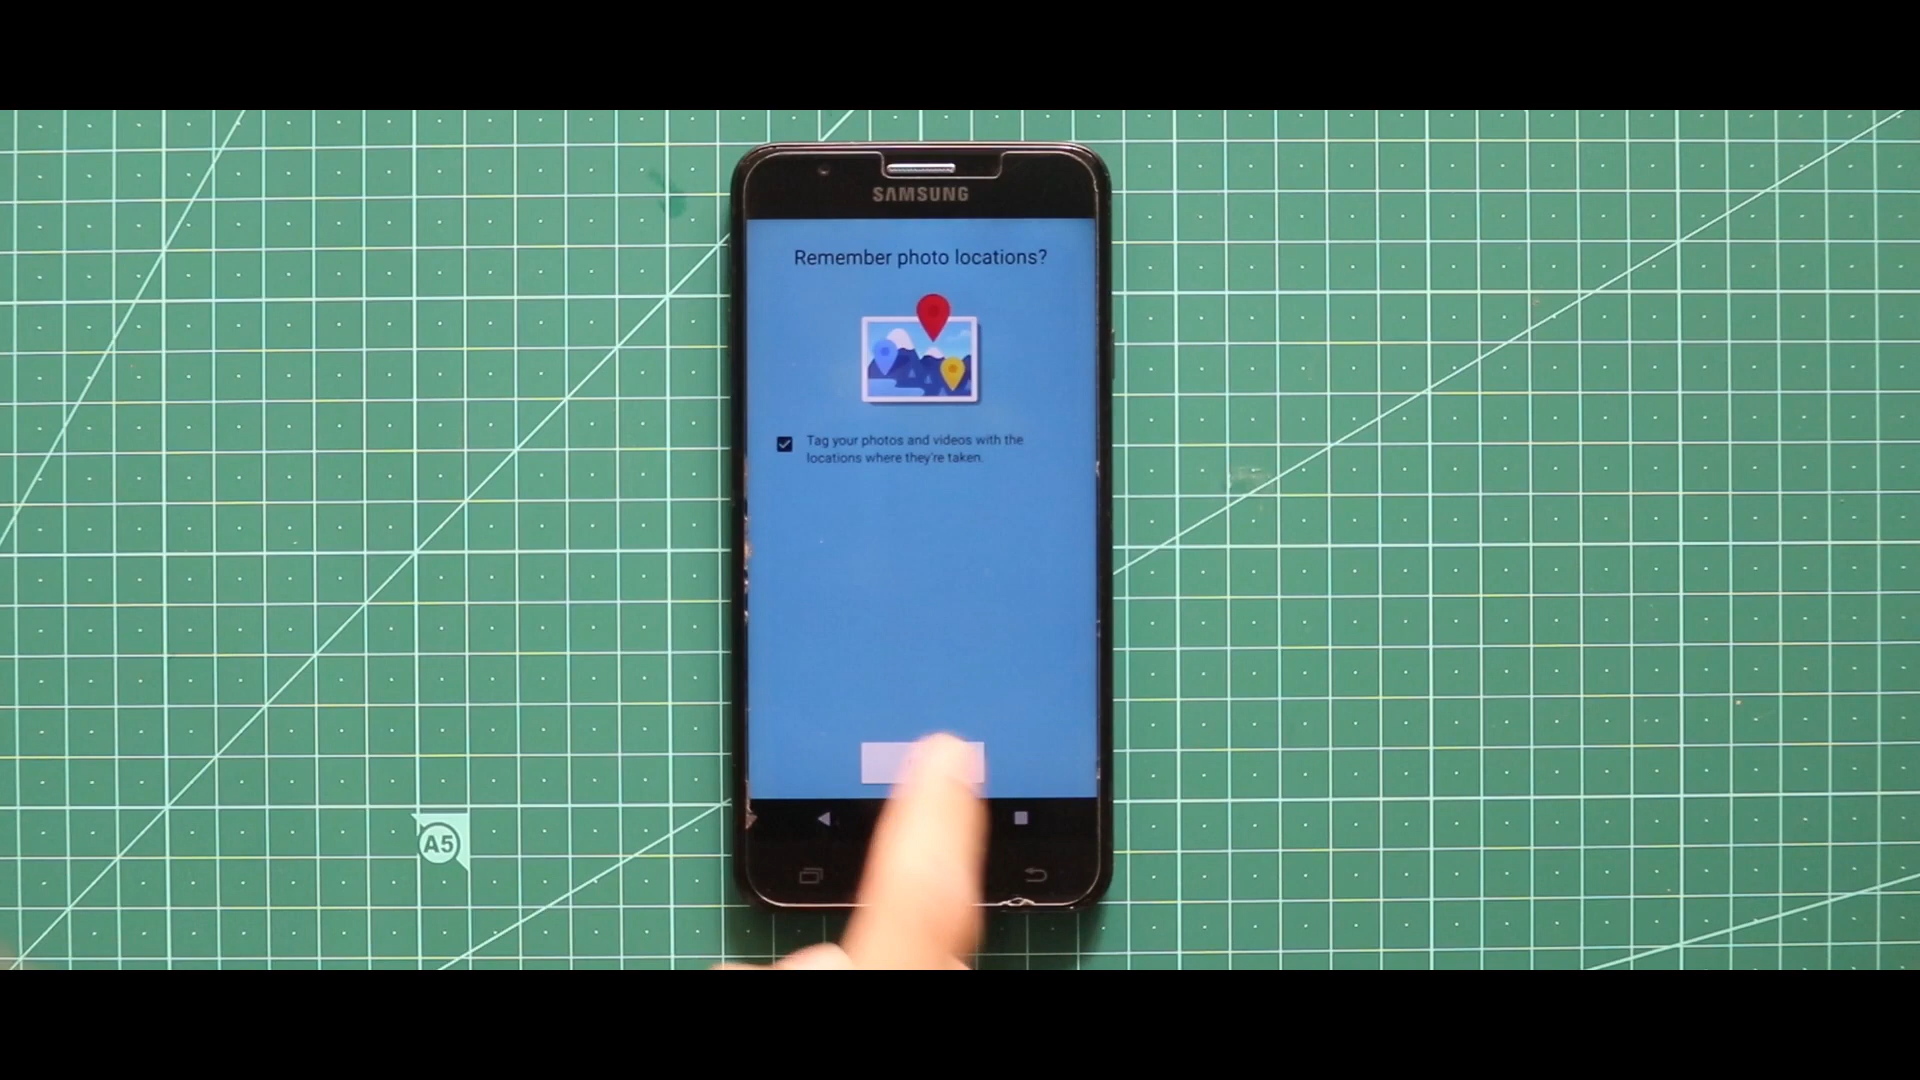 SAMSUNG
Remember photo locations?
Tag your photos and videos with the
locations where they're taken.
A5